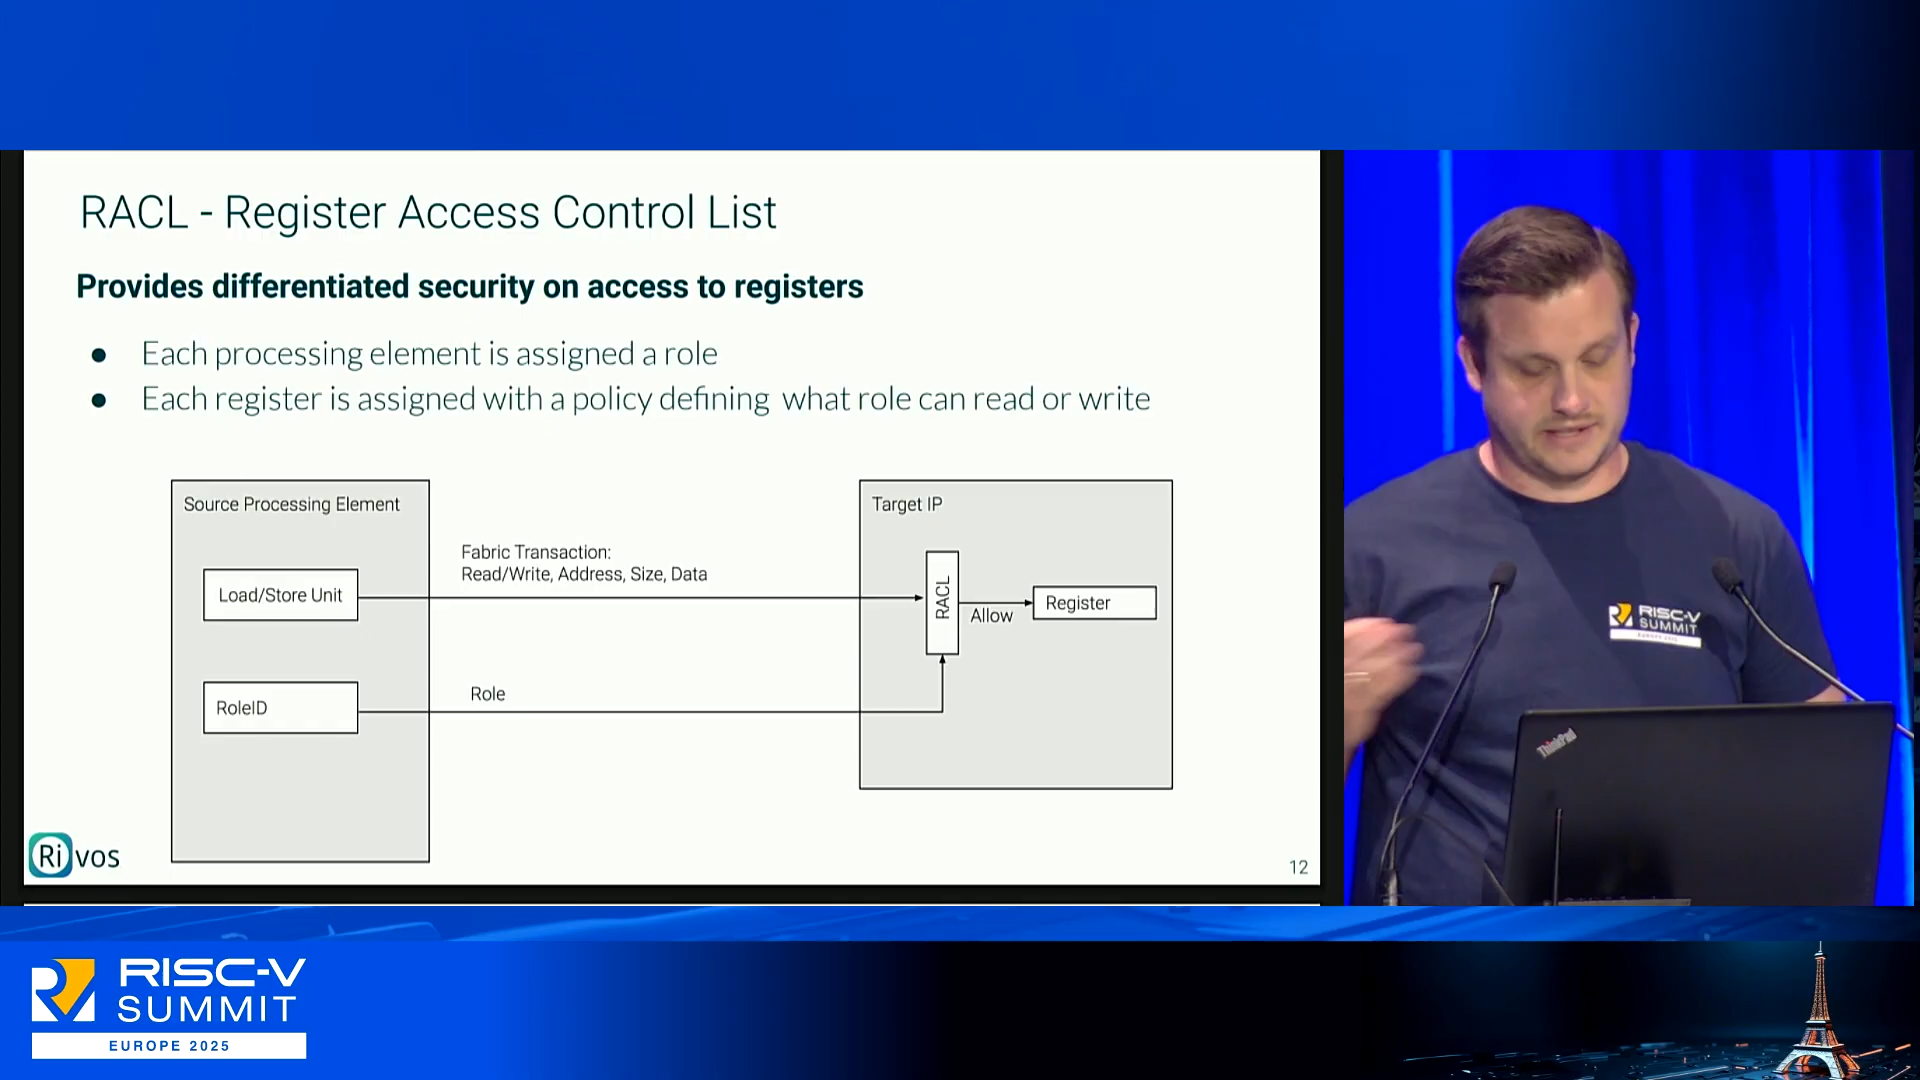 RACL - Register Access Control List
Provides differentiated security on access to registers
● Each processing element is assigned a role
● Each register is assigned with a policy defining what role can read or write
Source Processing Element
Load/Store Unit
RoleID
Fabric Transaction:
Read/Write, Address, Size, Data
Role
Target IP
RACL
Allow
Register
Rivos
12
RISC-V
SUMMIT
ThinkPad
RISC-V
SUMMIT
EUROPE 2025